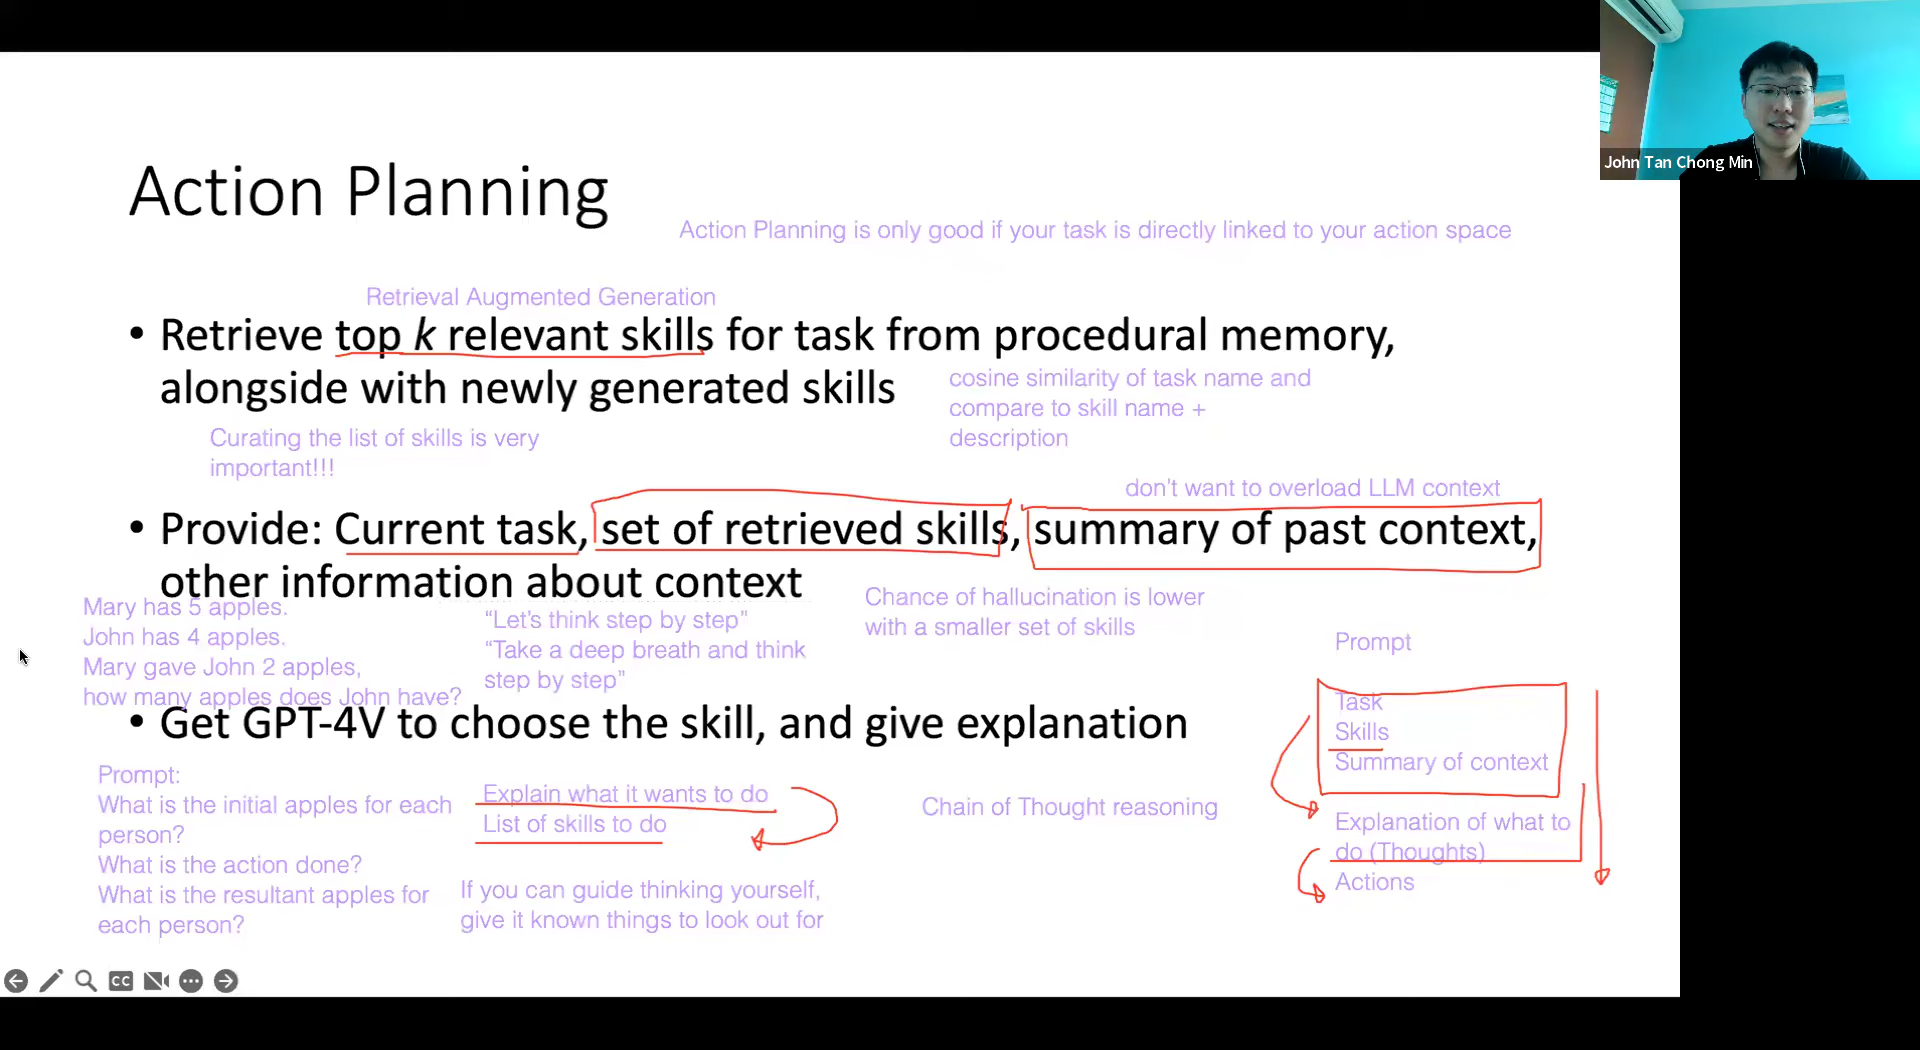 John Tan Chong Min
Action Planning
Action Planning is only good if your task is directly linked to your action space
Retrieval Augmented Generation
• Retrieve top k relevant skills for task from procedural memory,
alongside with newly generated skills
cosine similarity of task name and
compare to skill name +
description
Curating the list of skills is very
important!!!
don't want to overload LLM context
• Provide: Current task, set of retrieved skills, summary of past context,
other information about context
Mary has 5 apples.
John has 4 apples.
Mary gave John 2 apples,
how many apples does John have?
“Let’s think step by step”
“Take a deep breath and think
step by step”
Chance of hallucination is lower
with a smaller set of skills
• Get GPT-4V to choose the skill, and give explanation
Prompt:
What is the initial apples for each
person?
What is the action done?
What is the resultant apples for
each person?
Explain what it wants to do
List of skills to do
If you can guide thinking yourself,
give it known things to look out for
Chain of Thought reasoning
Prompt
Task
Skills
Summary of context
Explanation of what to
do (Thoughts)
Actions
CC